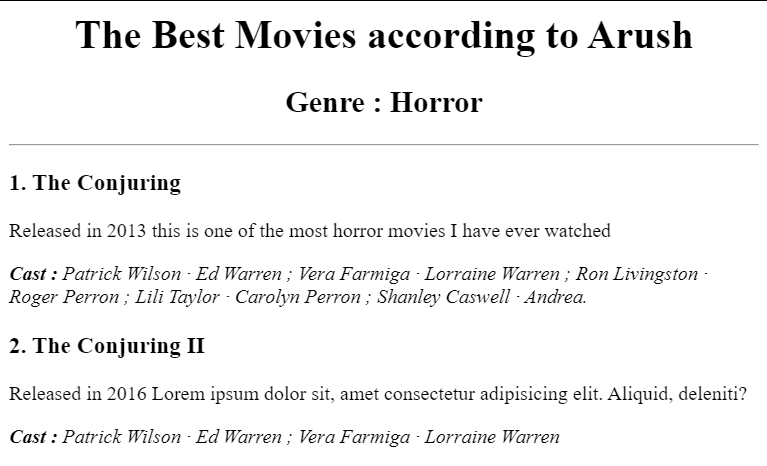 The Best Movies according to Arush
Genre : Horror
1. The Conjuring
Released in 2013 this is one of the most horror movies I have ever watched
Cast : Patrick Wilson · Ed Warren ; Vera Farmiga · Lorraine Warren ; Ron Livingston ·
Roger Perron ; Lili Taylor · Carolyn Perron ; Shanley Caswell · Andrea.
2. The Conjuring II
Released in 2016 Lorem ipsum dolor sit, amet consectetur adipisicing elit. Aliquid, deleniti?
Cast : Patrick Wilson · Ed Warren ; Vera Farmiga · Lorraine Warren